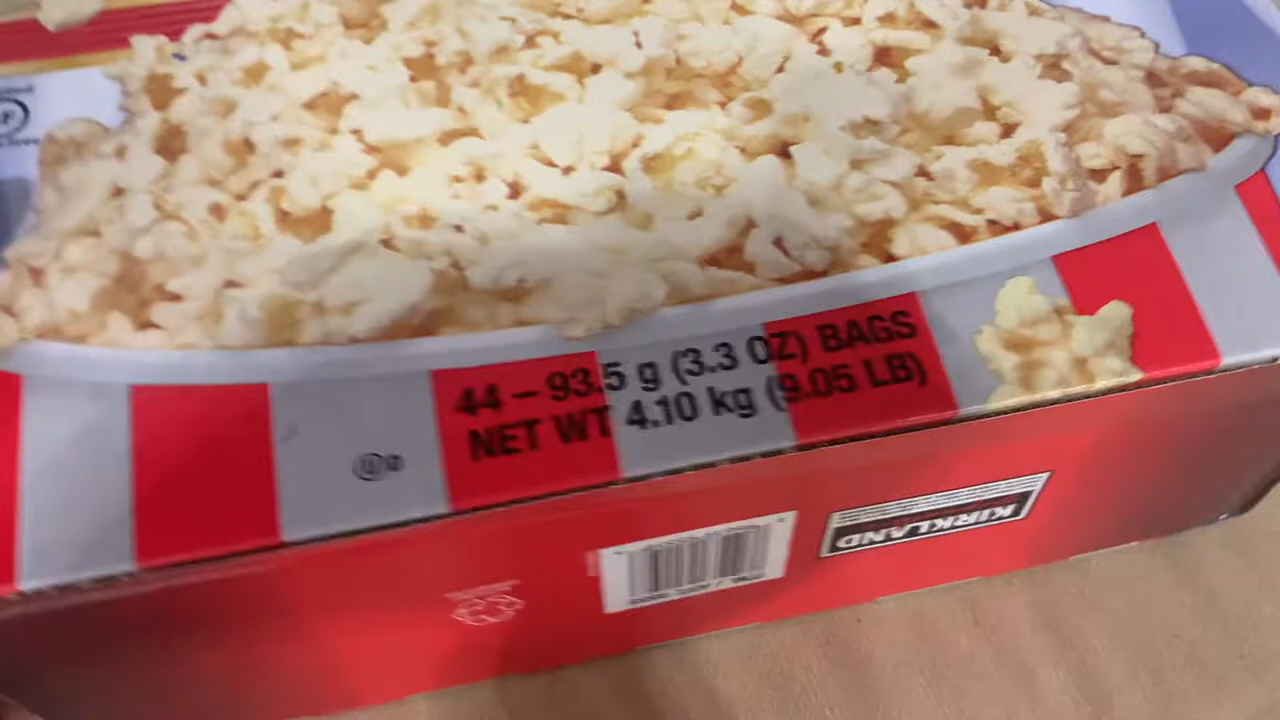 44 – 93.5 g (3.3 OZ) BAGS
NET WT 4.10 kg (9.05 LB)
U D
KIRKLAND